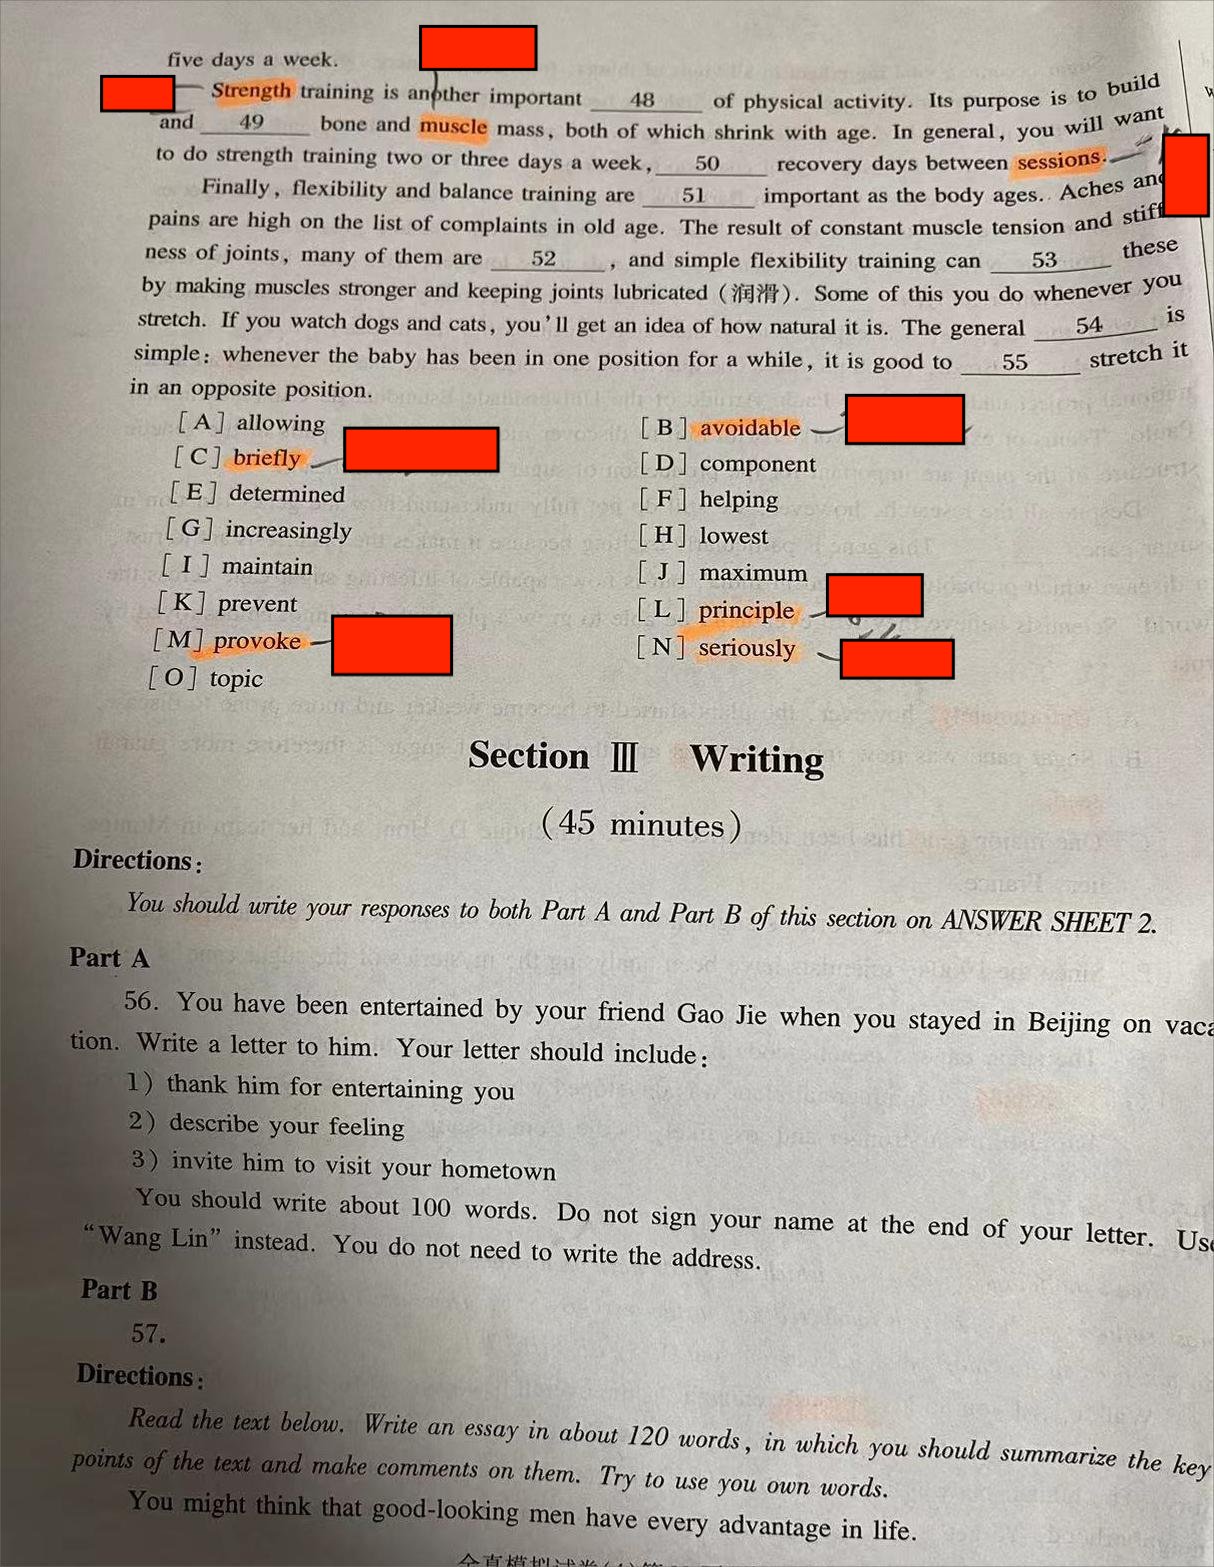 five days a week.
Strength training is another important 48 of physical activity. Its purpose is to build
and 49 bone and muscle mass, both of which shrink with age. In general, you will want
to do strength training two or three days a week, 50 recovery days between sessions.
Finally, flexibility and balance training are 51 important as the body ages. Aches and
pains are high on the list of complaints in old age. The result of constant muscle tension and stiff
ness of joints, many of them are 52 , and simple flexibility training can 53 these
by making muscles stronger and keeping joints lubricated (润滑). Some of this you do whenever you
stretch. If you watch dogs and cats, you'll get an idea of how natural it is. The general 54 is
simple: whenever the baby has been in one position for a while, it is good to 55 stretch it
in an opposite position.
[A] allowing [B] avoidable
[C] briefly [D] component
[E] determined [F] helping
[G] increasingly [H] lowest
[I] maintain [J] maximum
[K] prevent [L] principle
[M] provoke [N] seriously
[O] topic
Section Ⅲ Writing
(45 minutes)
Directions:
You should write your responses to both Part A and Part B of this section on ANSWER SHEET 2.
Part A
56. You have been entertained by your friend Gao Jie when you stayed in Beijing on vaca
tion. Write a letter to him. Your letter should include:
1) thank him for entertaining you
2) describe your feeling
3) invite him to visit your hometown
You should write about 100 words. Do not sign your name at the end of your letter. Use
“Wang Lin” instead. You do not need to write the address.
Part B
57.
Directions:
Read the text below. Write an essay in about 120 words, in which you should summarize the key
points of the text and make comments on them. Try to use you own words.
You might think that good-looking men have every advantage in life.